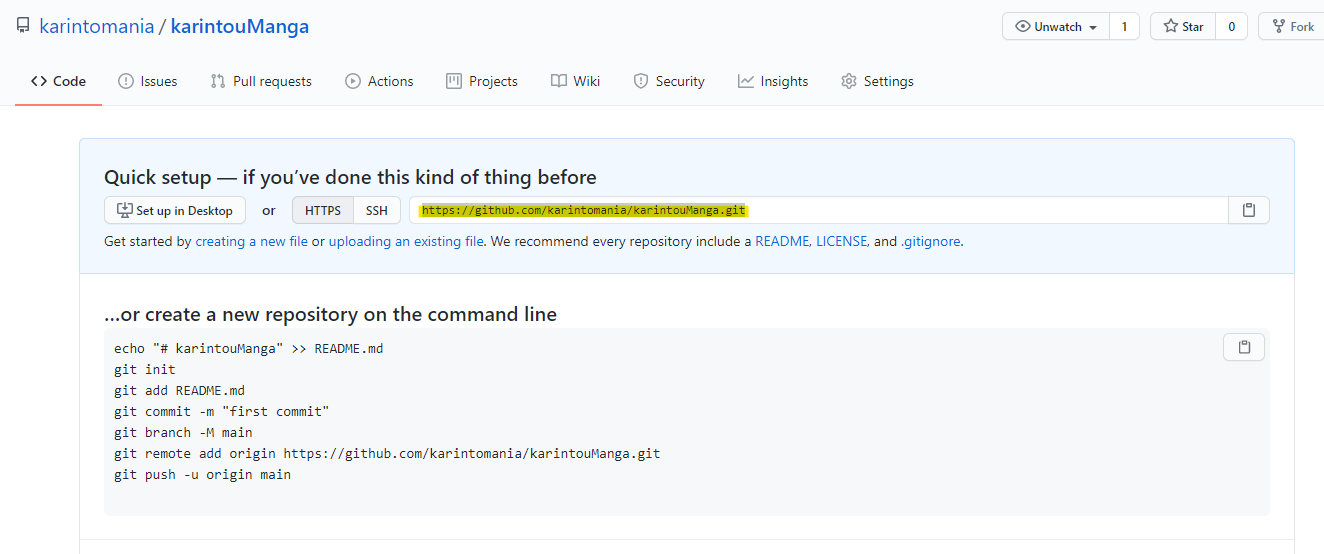 karintomania / karintouManga
Unwatch 1 Star 0 Fork
Code Issues Pull requests Actions Projects Wiki Security Insights Settings
Quick setup — if you’ve done this kind of thing before
Set up in Desktop or HTTPS SSH https://github.com/karintomania/karintouManga.git
Get started by creating a new file or uploading an existing file. We recommend every repository include a README, LICENSE, and .gitignore.
…or create a new repository on the command line
echo "# karintouManga" >> README.md
git init
git add README.md
git commit -m "first commit"
git branch -M main
git remote add origin https://github.com/karintomania/karintouManga.git
git push -u origin main